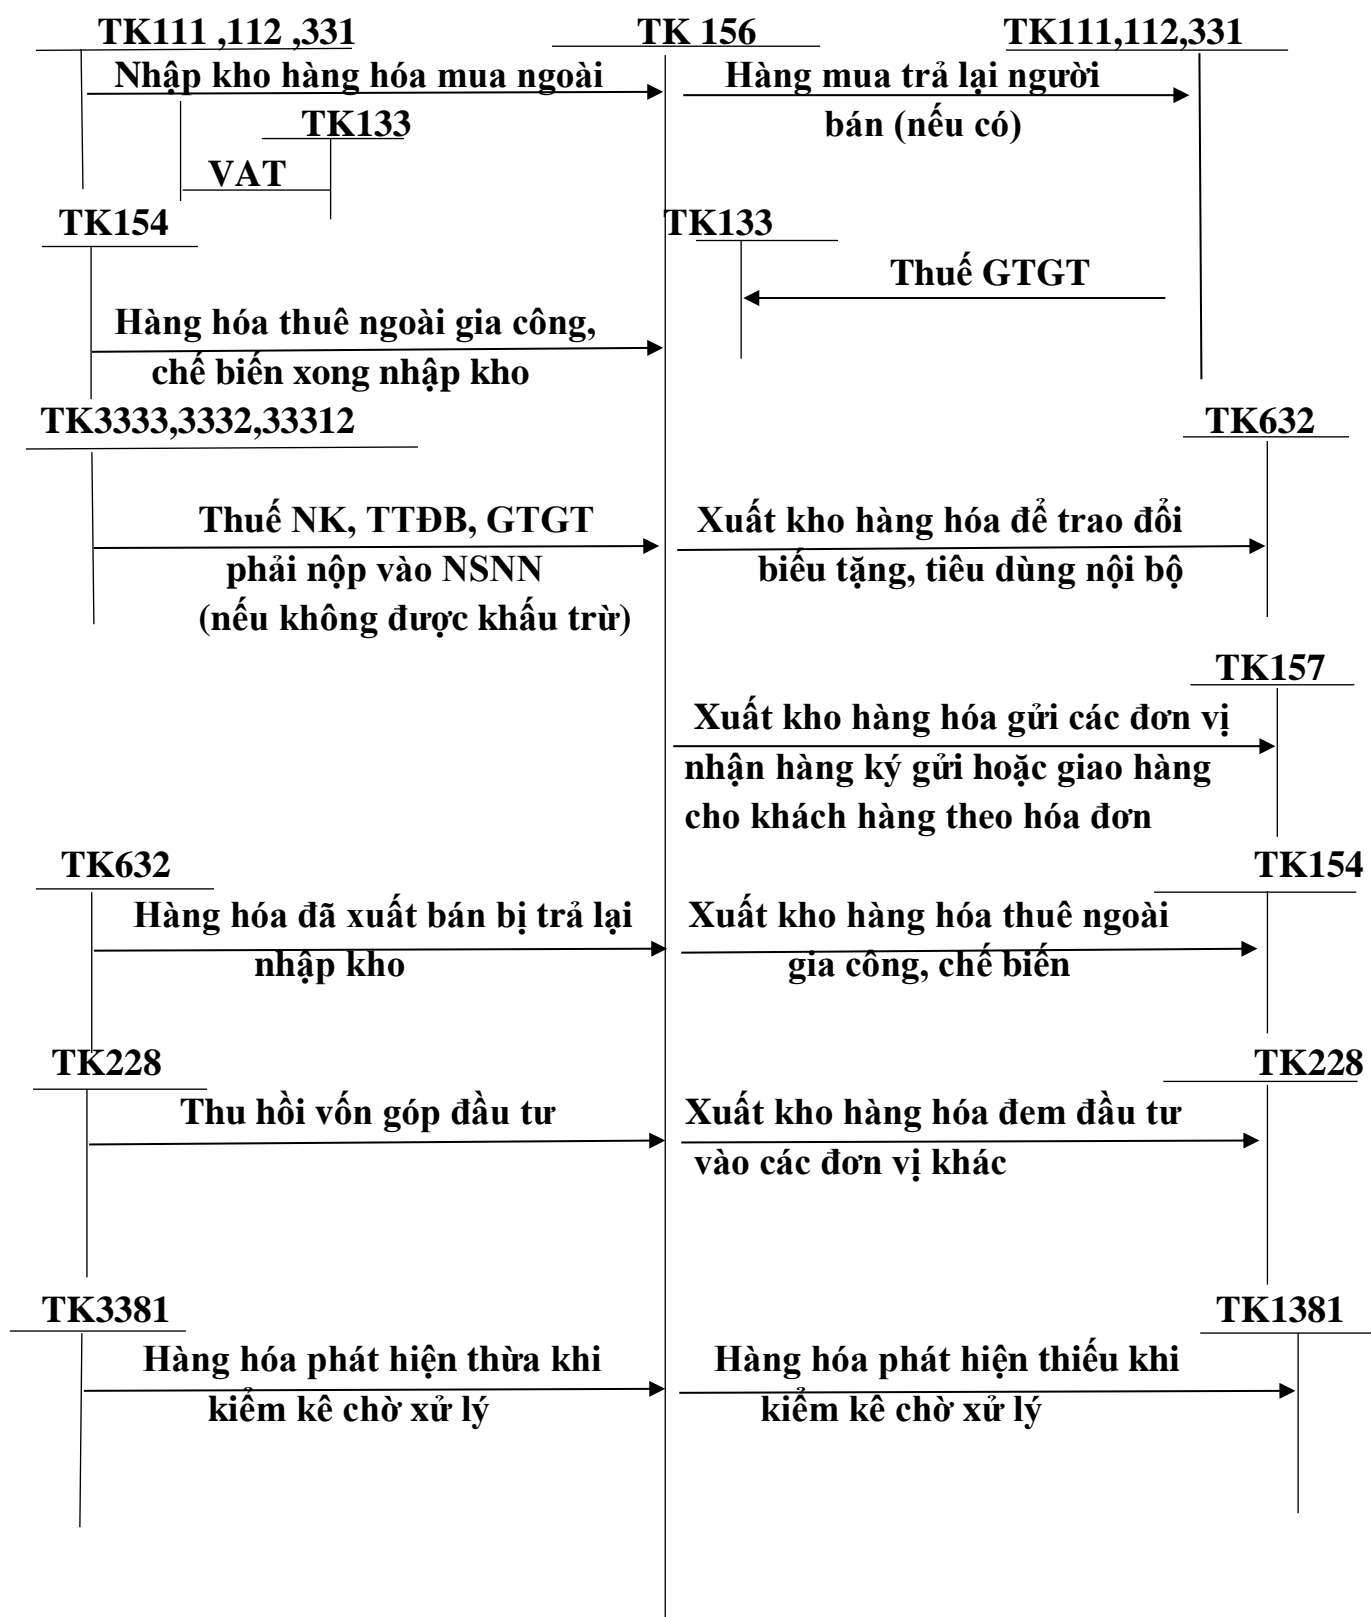 TK111 ,112 ,331
TK 156
TK111,112,331
Nhập kho hàng hóa mua ngoài
Hàng mua trả lại người
bán (nếu có)
TK133
VAT
TK154
TK133
Thuế GTGT
Hàng hóa thuê ngoài gia công,
chế biến xong nhập kho
TK3333,3332,33312
TK632
Thuế NK, TTĐB, GTGT
phải nộp vào NSNN
(nếu không được khấu trừ)
Xuất kho hàng hóa để trao đổi
biếu tặng, tiêu dùng nội bộ
TK157
Xuất kho hàng hóa gửi các đơn vị
nhận hàng ký gửi hoặc giao hàng
cho khách hàng theo hóa đơn
TK632
TK154
Hàng hóa đã xuất bán bị trả lại
nhập kho
Xuất kho hàng hóa thuê ngoài
gia công, chế biến
TK228
TK228
Thu hồi vốn góp đầu tư
Xuất kho hàng hóa đem đầu tư
vào các đơn vị khác
TK3381
TK1381
Hàng hóa phát hiện thừa khi
kiểm kê chờ xử lý
Hàng hóa phát hiện thiếu khi
kiểm kê chờ xử lý